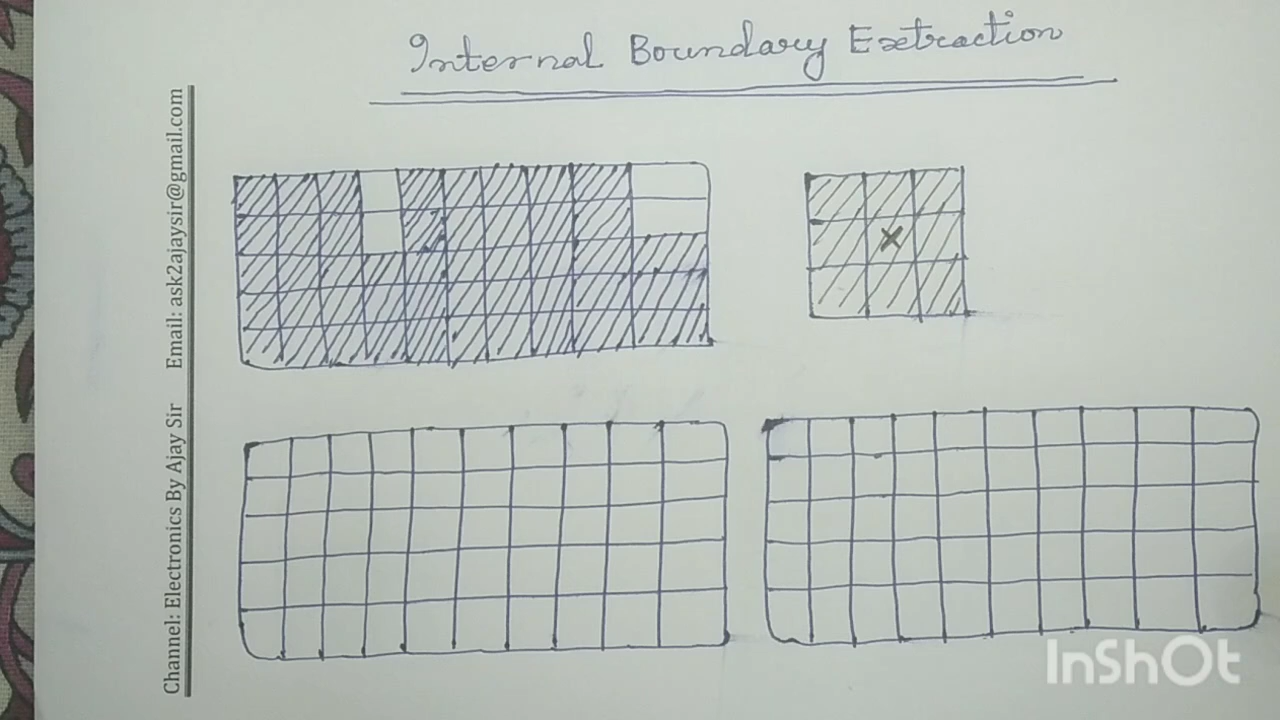 Internal Boundary Extraction
Channel: Electronics By Ajay Sir Email: ask2ajaysir@gmail.com
InShOt